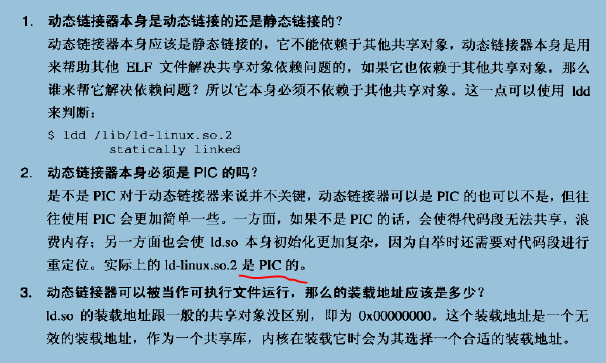 1. 动态链接器本身是动态链接的还是静态链接的？
动态链接器本身应该是静态链接的，它不能依赖于其他共享对象，动态链接器本身是用
来帮助其他 ELF 文件解决共享对象依赖问题的，如果它也依赖于其他共享对象，那么
谁来帮它解决依赖问题？所以它本身必须不依赖于其他共享对象。这一点可以使用 ldd
来判断：
$ ldd /lib/ld-linux.so.2
statically linked
2. 动态链接器本身必须是 PIC 的吗？
是不是 PIC 对于动态链接器来说并不关键，动态链接器可以是 PIC 的也可以不是，但往
往使用 PIC 会更加简单一些。一方面，如果不是 PIC 的话，会使得代码段无法共享，浪
费内存；另一方面也会使 ld.so 本身初始化更加复杂，因为自举时还需要对代码段进行
重定位。实际上的 ld-linux.so.2 是 PIC 的。
3. 动态链接器可以被当作可执行文件运行，那么的装载地址应该是多少？
ld.so 的装载地址跟一般的共享对象没区别，即为 0x00000000。这个装载地址是一个无
效的装载地址，作为一个共享库，内核在装载它时会为其选择一个合适的装载地址。